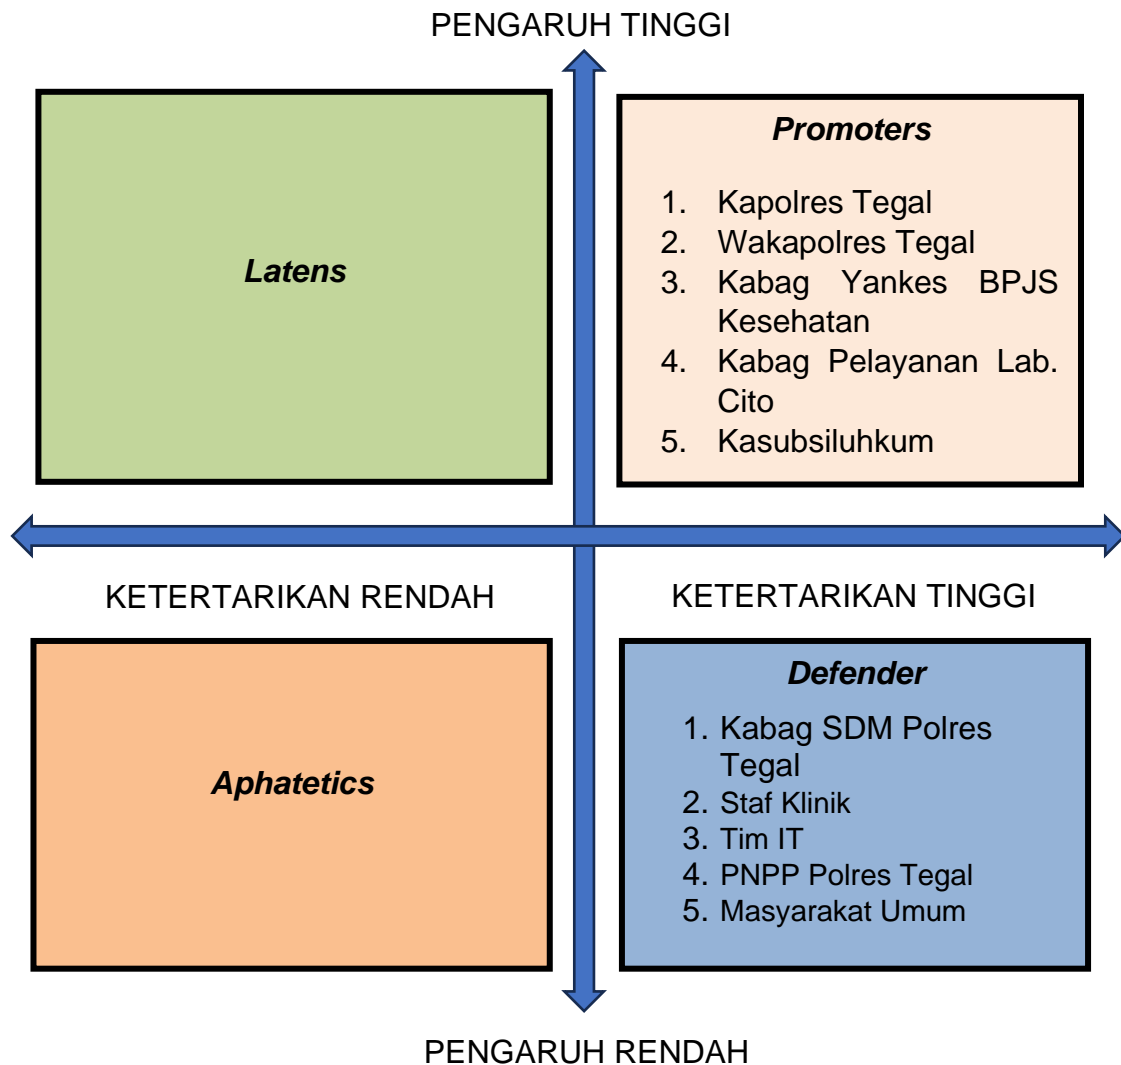 PENGARUH TINGGI
Latens
Promoters
1. Kapolres Tegal
2. Wakapolres Tegal
3. Kabag Yankes BPJS
Kesehatan
4. Kabag Pelayanan Lab.
Cito
5. Kasubsiluhkum
KETERTARIKAN RENDAH
KETERTARIKAN TINGGI
Aphatetics
Defender
1. Kabag SDM Polres
Tegal
2. Staf Klinik
3. Tim IT
4. PNPP Polres Tegal
5. Masyarakat Umum
PENGARUH RENDAH